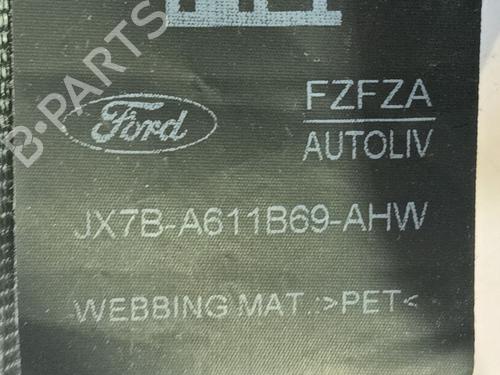 B-PARTS
Ford
FZFZA
AUTOLIV
JX7B-A611B69-AHW
WEBBING MAT.:>PET<